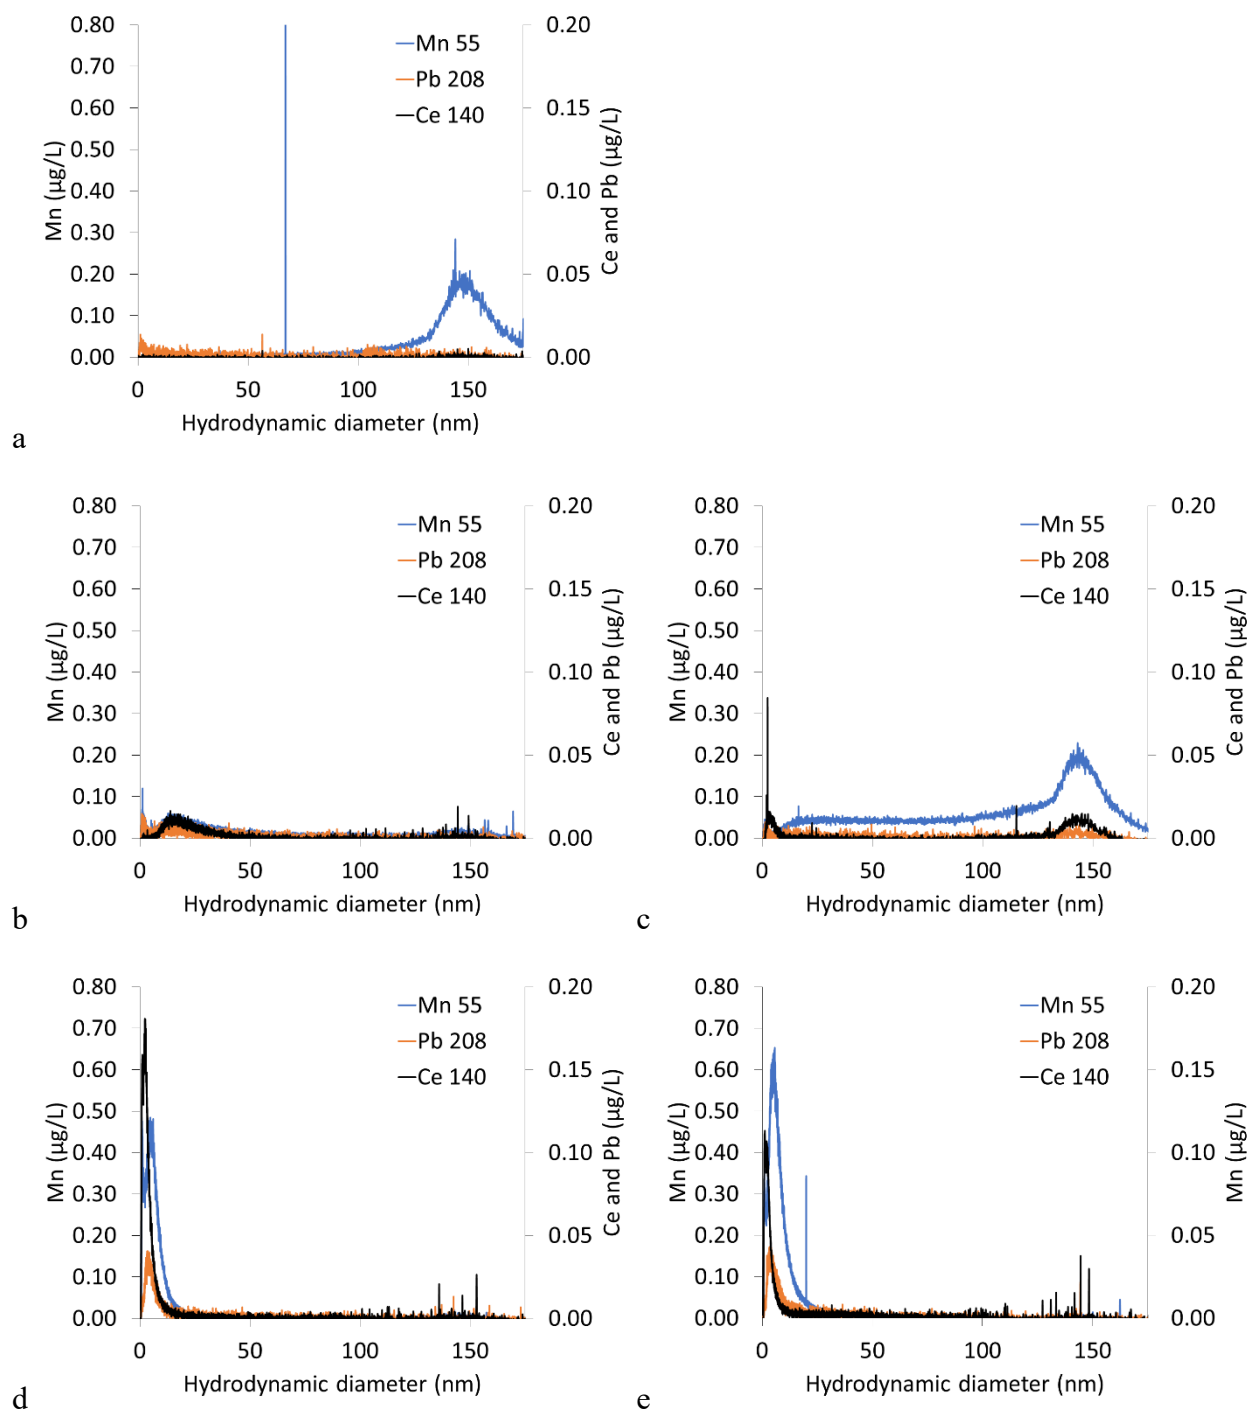 0.80 0.20
0.70
0.60 0.15
0.50
0.40 0.10
0.30
0.20 0.05
0.10
0.00 0.00
0 50 100 150
Mn 55
Pb 208
Ce 140
Mn (µg/L)
Ce and Pb (µg/L)
Hydrodynamic diameter (nm)
a
0.80 0.20
0.70
0.60 0.15
0.50
0.40 0.10
0.30
0.20 0.05
0.10
0.00 0.00
0 50 100 150
Mn 55
Pb 208
Ce 140
Mn (µg/L)
Ce and Pb (µg/L)
Hydrodynamic diameter (nm)
b
0.80 0.20
0.70
0.60 0.15
0.50
0.40 0.10
0.30
0.20 0.05
0.10
0.00 0.00
0 50 100 150
Mn 55
Pb 208
Ce 140
Mn (µg/L)
Ce and Pb (µg/L)
Hydrodynamic diameter (nm)
c
0.80 0.20
0.70
0.60 0.15
0.50
0.40 0.10
0.30
0.20 0.05
0.10
0.00 0.00
0 50 100 150
Mn 55
Pb 208
Ce 140
Mn (µg/L)
Ce and Pb (µg/L)
Hydrodynamic diameter (nm)
d
0.80 0.20
0.70
0.60 0.15
0.50
0.40 0.10
0.30
0.20 0.05
0.10
0.00 0.00
0 50 100 150
Mn 55
Pb 208
Ce 140
Mn (µg/L)
Mn (µg/L)
Hydrodynamic diameter (nm)
e